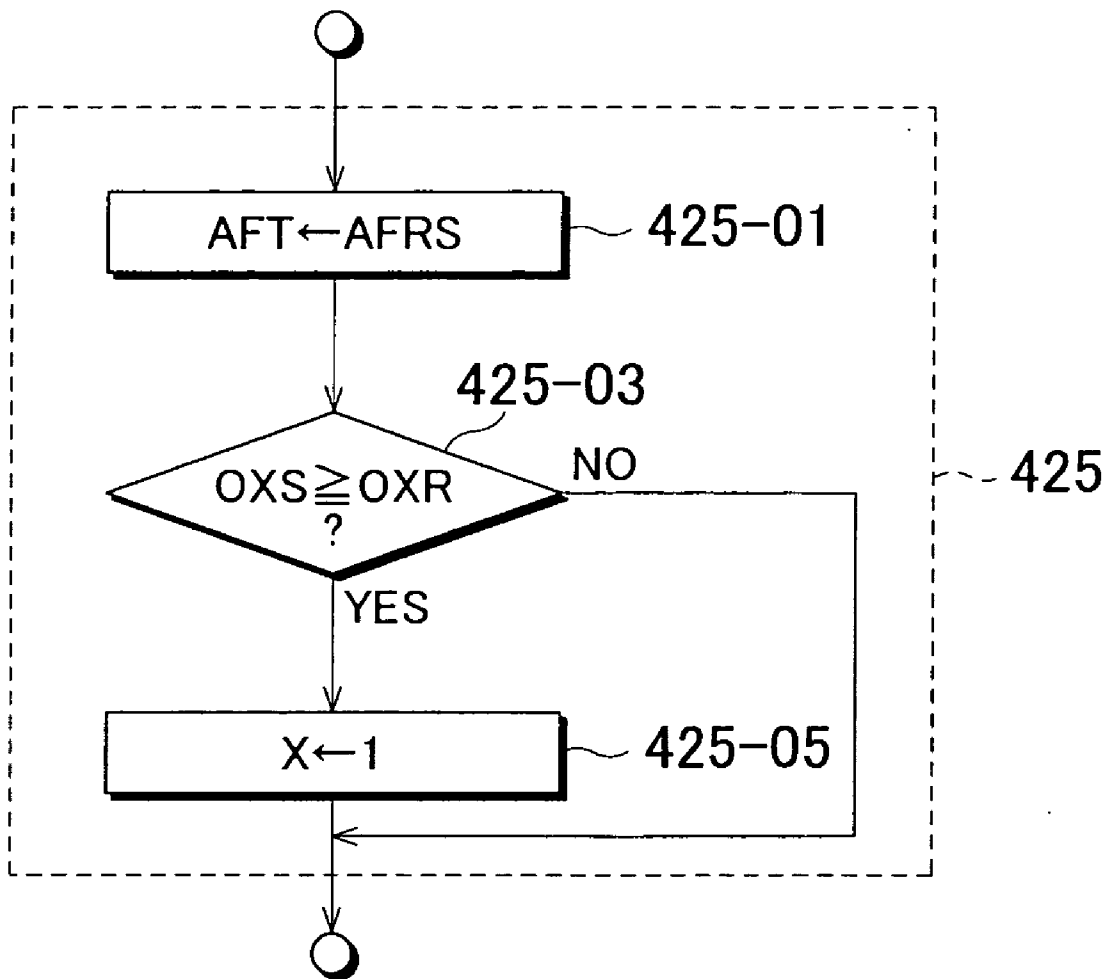 AFT←AFRS
425-01
425-03
OXS≧OXR
?
NO
425
YES
X←1
425-05